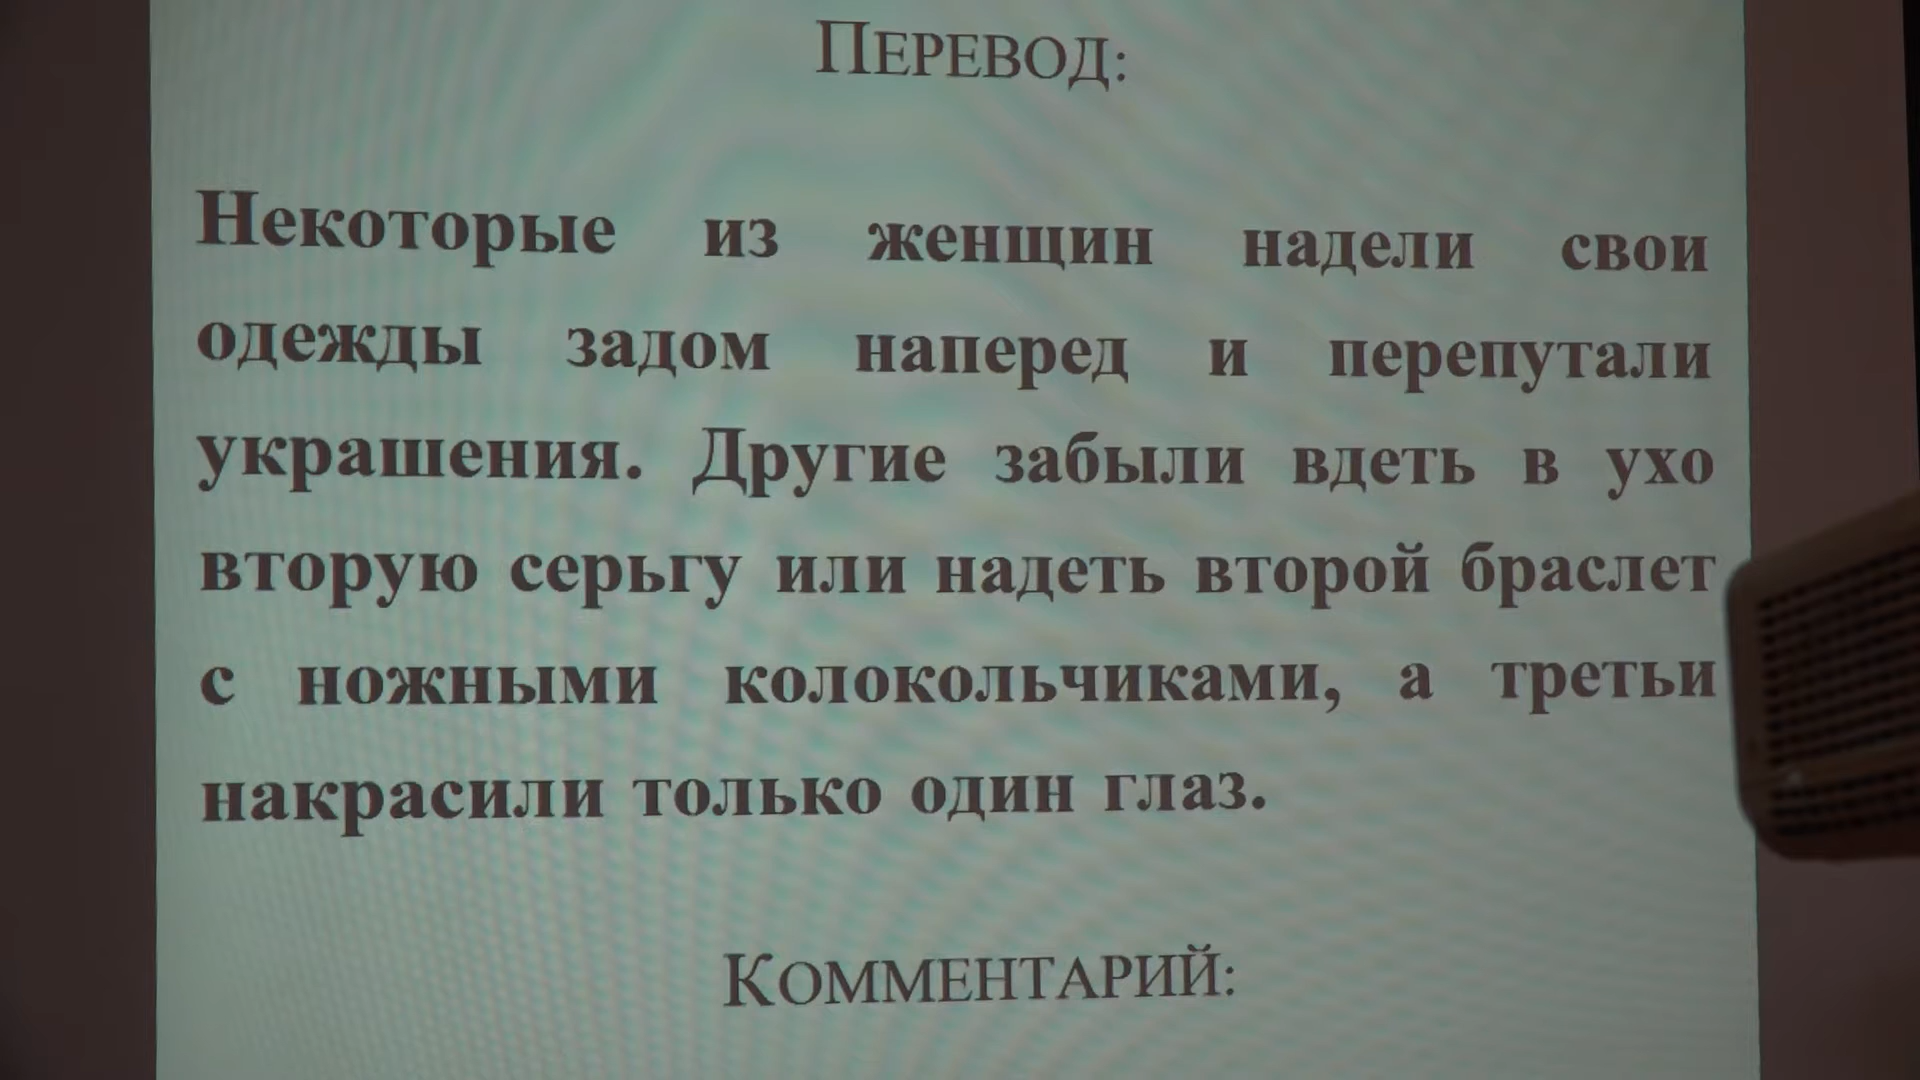 ПЕРЕВОД:
Некоторые из женщин надели свои
одежды задом наперед и перепутали
украшения. Другие забыли вдеть в ухо
вторую серьгу или надеть второй браслет
с ножными колокольчиками, а третьи
накрасили только один глаз.
КОММЕНТАРИЙ: